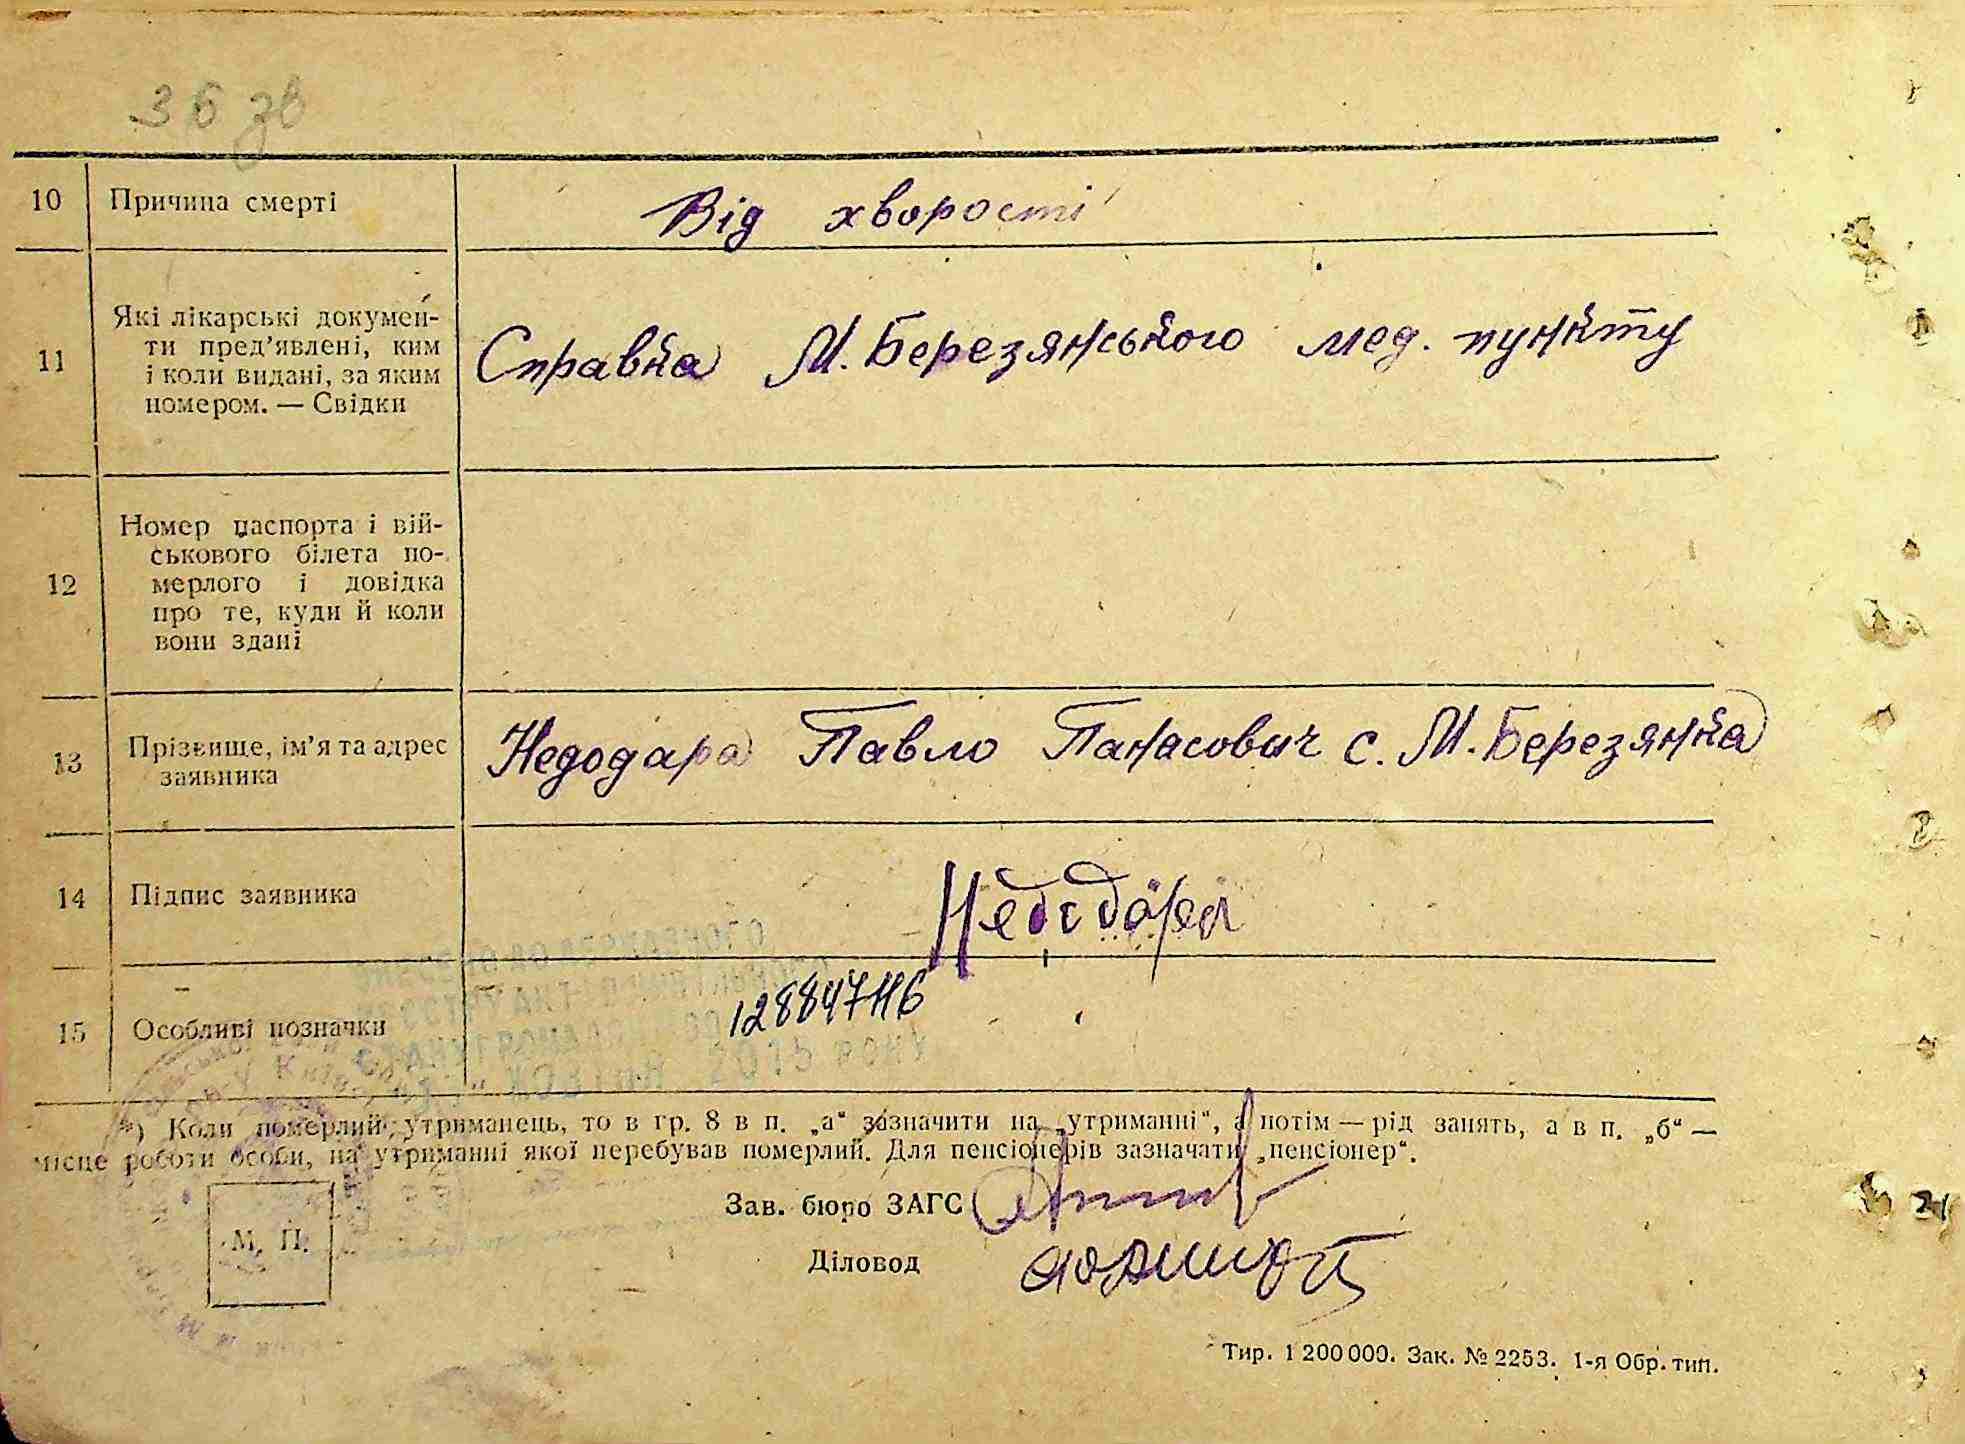 36 зв
10 Причина смерті Від хворості
11 Які лікарські докумен-
ти пред'явлені, ким
і коли видані, за яким
номером. — Свідки
Справка М. Березянського мед. пункту
12 Номер паспорта і вій-
ськового білета по-
мерлого і довідка
про те, куди й коли
вони здані
13 Прізвище, ім'я та адрес
заявника
Недодара Павло Панасович с. М. Березянка
14 Підпис заявника
15 Особливі позначки
ЖОВТНЯ 2015 РОКУ
*) Коли померлий утриманець, то в гр. 8 в п. „а“ зазначити на „утриманні“, а потім — рід занять, а в п. „б“ —
місце роботи особи, на утриманні якої перебував померлий. Для пенсіонерів зазначати „пенсіонер“.
Зав. бюро ЗАГС
М. П.
Діловод
Тир. 1 200 000. Зак. № 2253. 1-я Обр. тип.